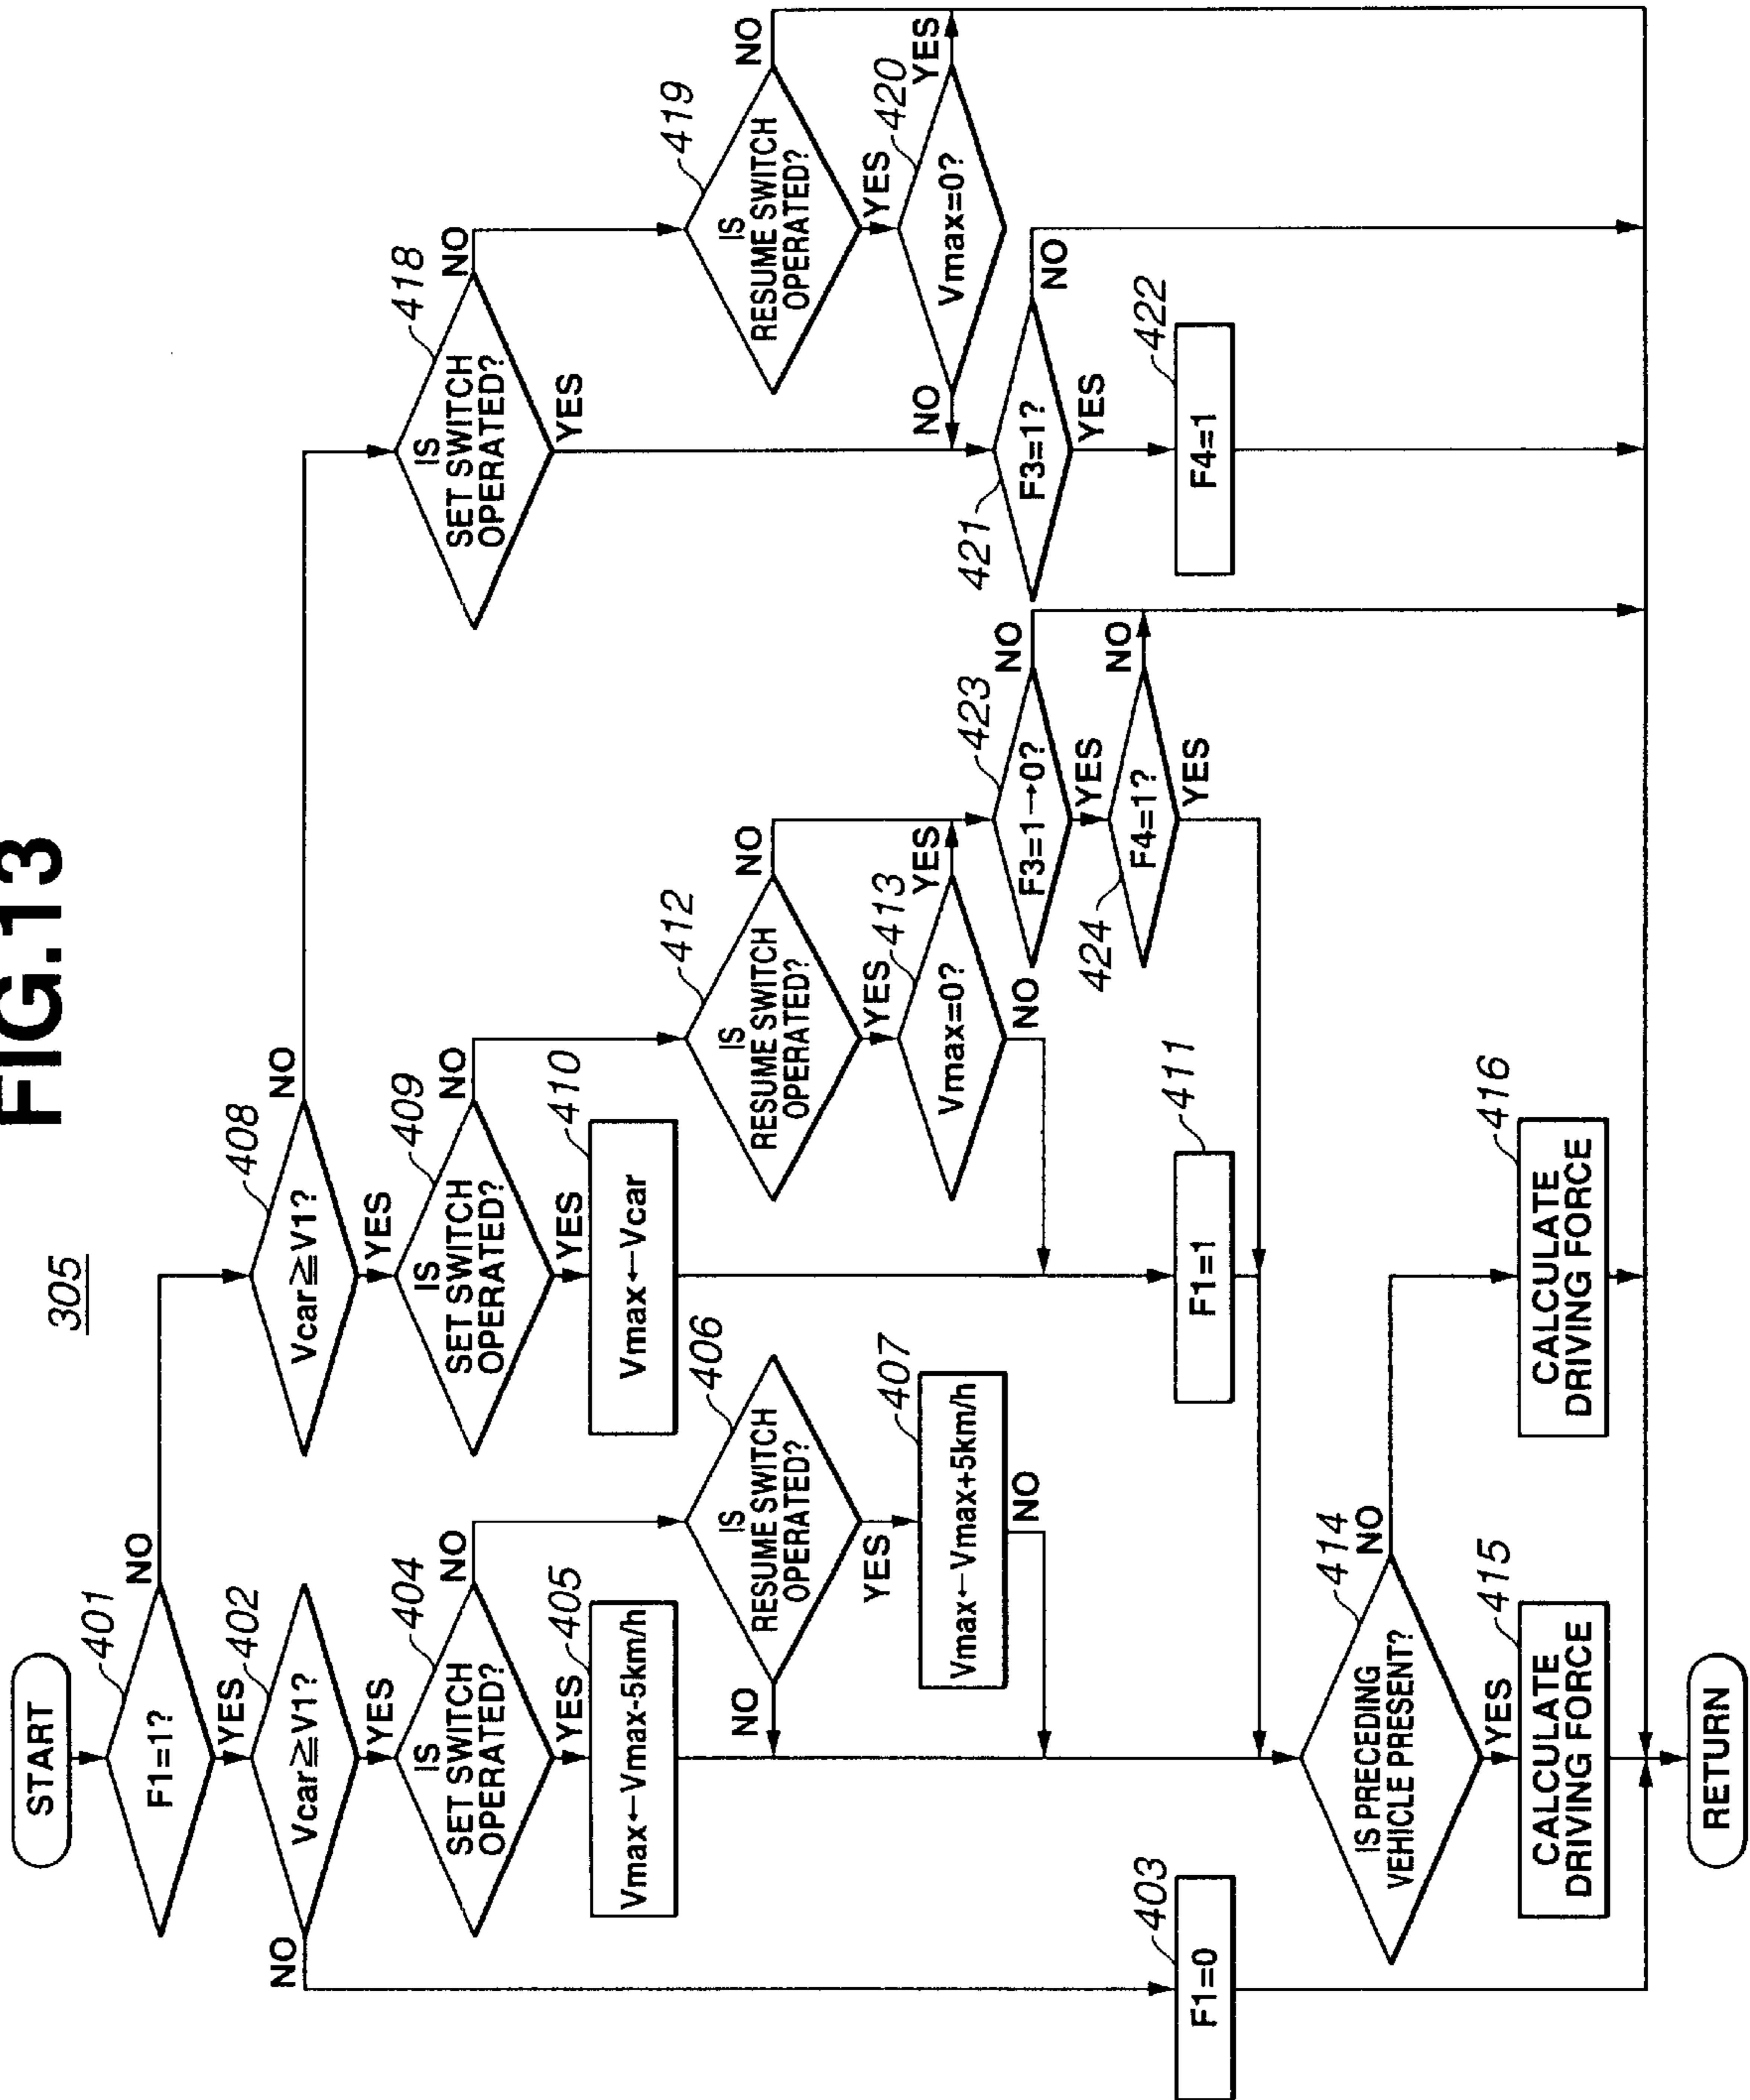 FIG.13
305
START
401
F1=1?
NO
YES
402
Vcar≧V1?
NO
YES
404
IS
SET SWITCH
OPERATED?
NO
YES
405
Vmax←Vmax-5km/h
406
IS
RESUME SWITCH
OPERATED?
NO
YES
407
Vmax←Vmax+5km/h
NO
403
F1=0
408
Vcar≧V1?
NO
YES
409
IS
SET SWITCH
OPERATED?
NO
YES
410
Vmax←Vcar
412
IS
RESUME SWITCH
OPERATED?
NO
YES
413
Vmax=0?
YES
NO
411
F1=1
423
F3=1→0?
NO
YES
424
F4=1?
NO
YES
418
IS
SET SWITCH
OPERATED?
NO
YES
419
IS
RESUME SWITCH
OPERATED?
NO
YES
420
Vmax=0?
YES
NO
421
F3=1?
NO
YES
422
F4=1
414
IS PRECEDING
VEHICLE PRESENT?
NO
YES
415
CALCULATE
DRIVING FORCE
416
CALCULATE
DRIVING FORCE
RETURN